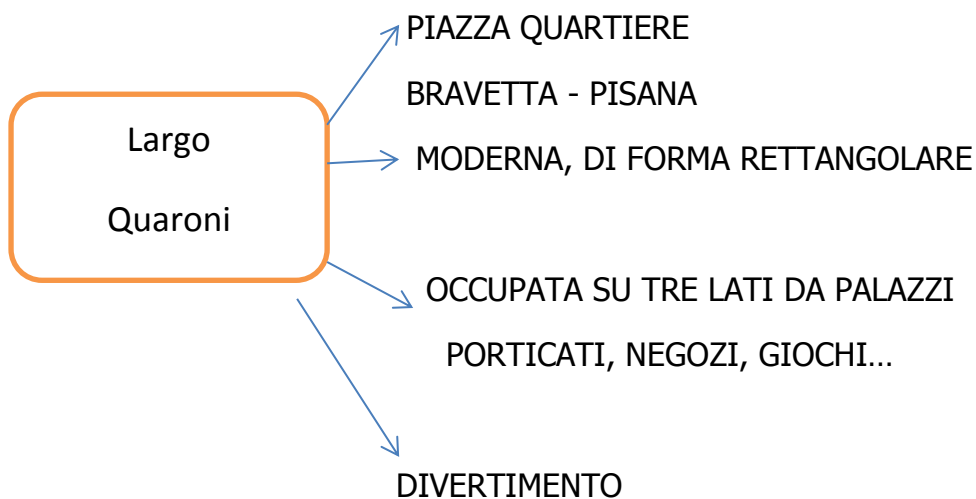 PIAZZA QUARTIERE
BRAVETTA - PISANA
Largo
Quaroni
MODERNA, DI FORMA RETTANGOLARE
OCCUPATA SU TRE LATI DA PALAZZI
PORTICATI, NEGOZI, GIOCHI...
DIVERTIMENTO